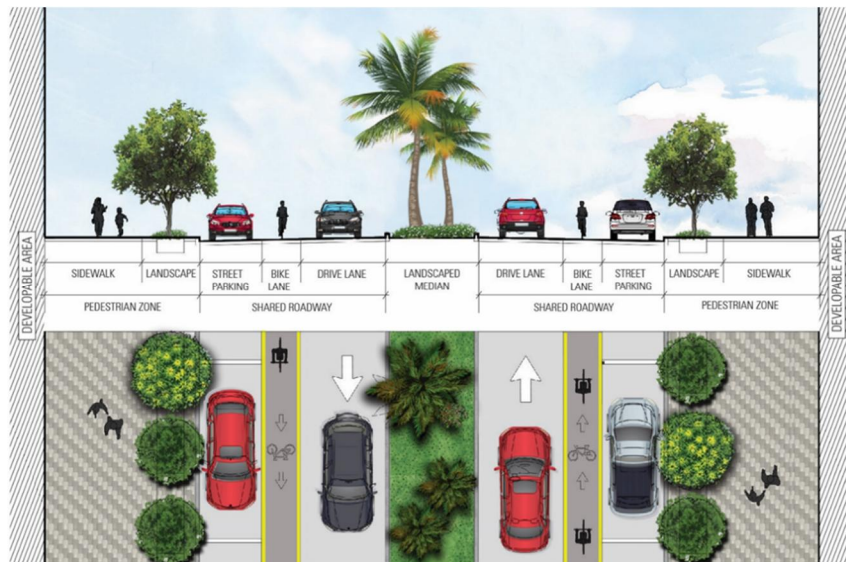 DEVELOPABLE AREA
SIDEWALK
LANDSCAPE
STREET
PARKING
BIKE
LANE
DRIVE LANE
LANDSCAPED
MEDIAN
DRIVE LANE
BIKE
LANE
STREET
PARKING
LANDSCAPE
SIDEWALK
DEVELOPABLE AREA
PEDESTRIAN ZONE
SHARED ROADWAY
SHARED ROADWAY
PEDESTRIAN ZONE